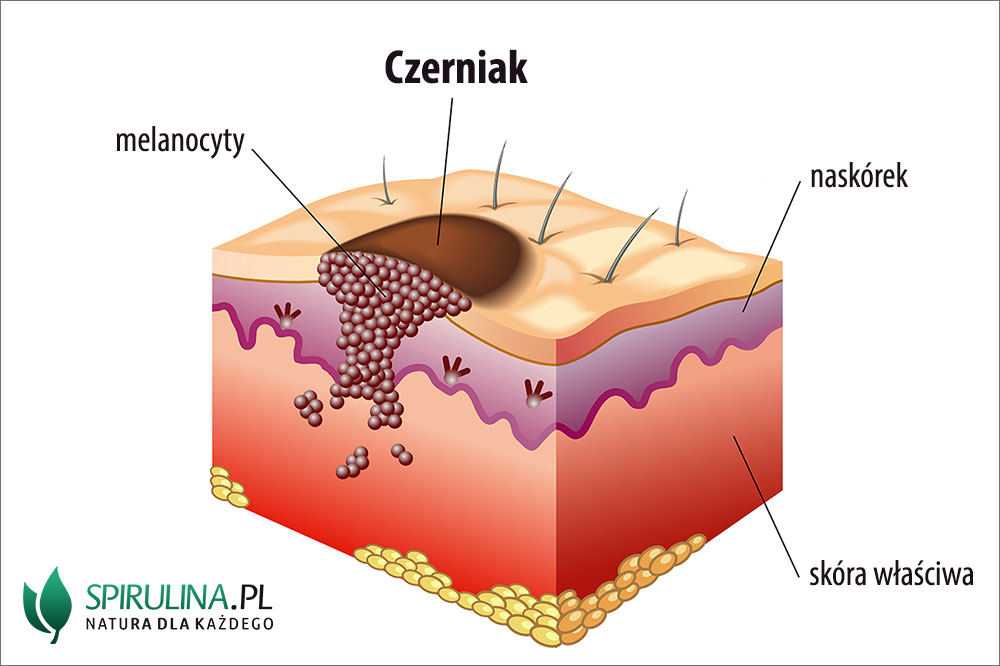 Czerniak
melanocyty
naskórek
skóra właściwa
SPIRULINA.PL
NATURA DLA KAŻDEGO